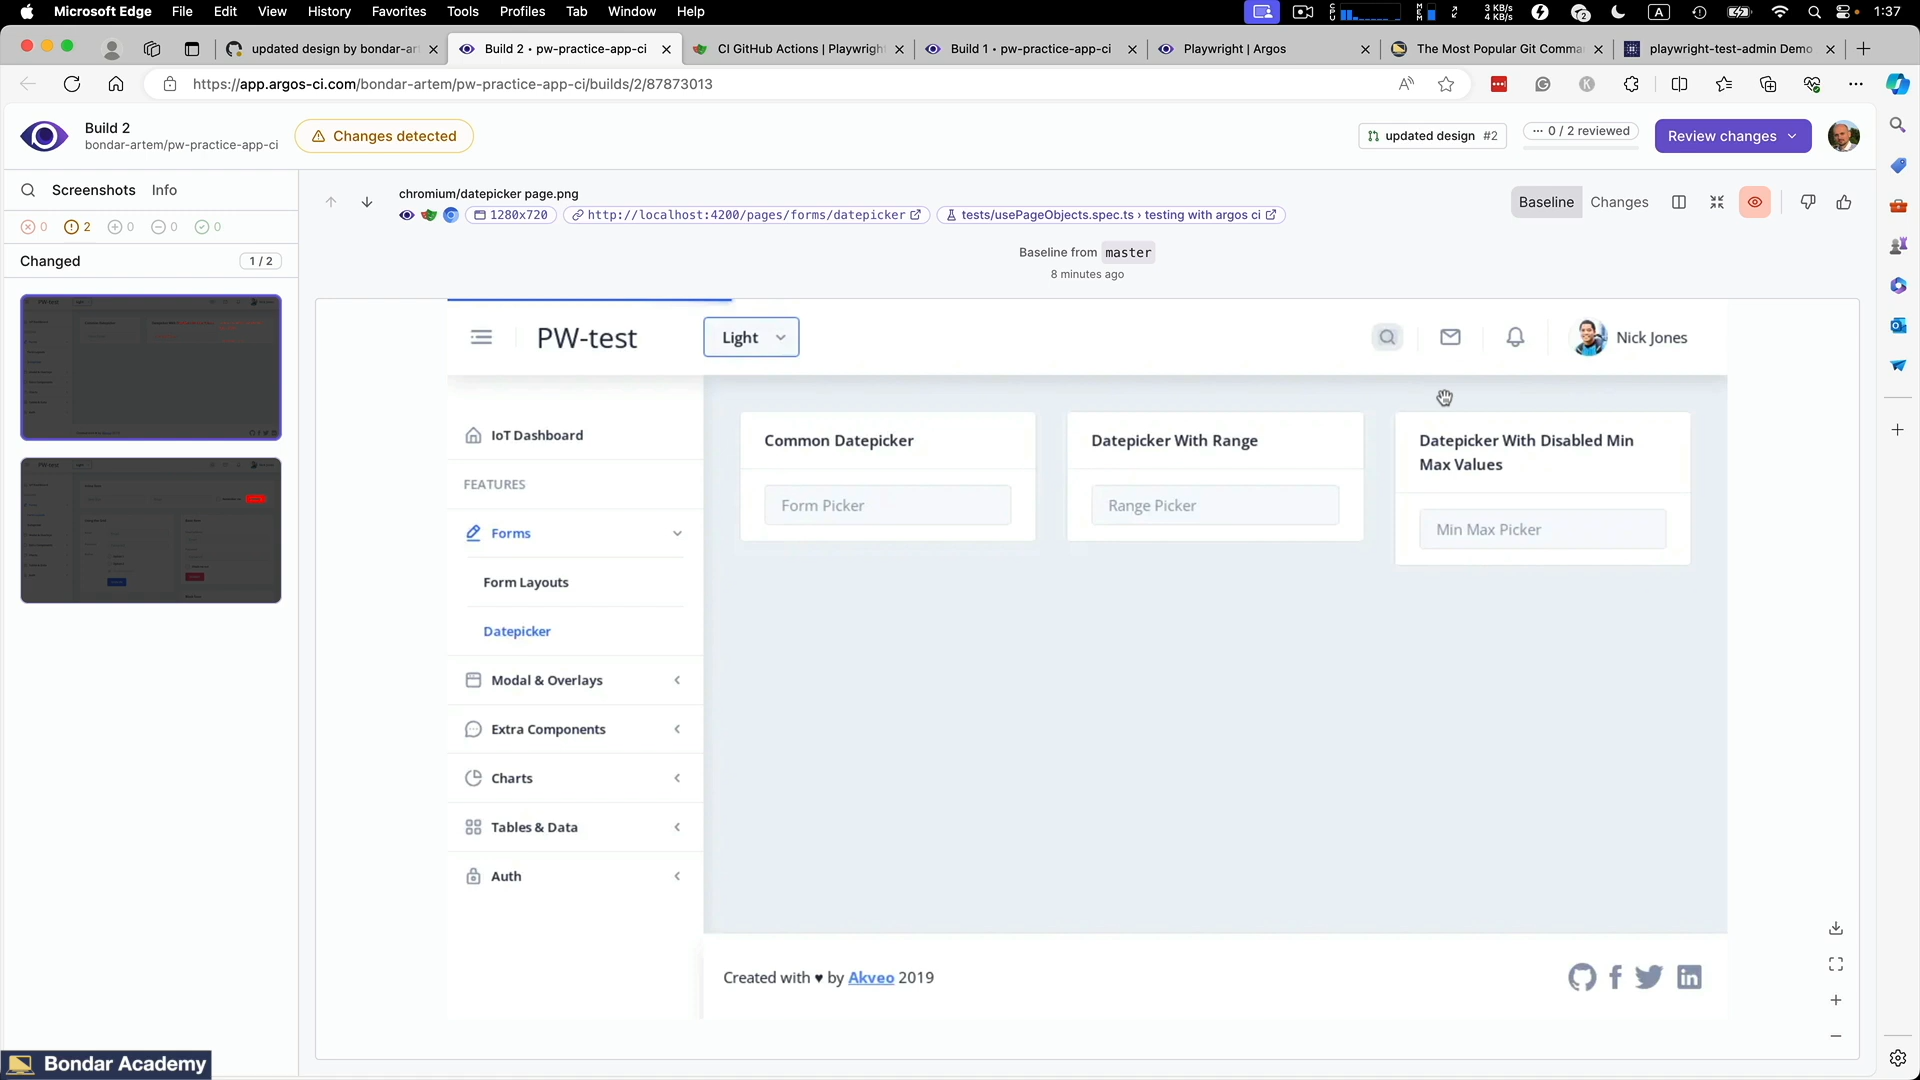 Microsoft Edge File Edit View History Favorites Tools Profiles Tab Window Help
3 KB/s
4 KB/s
A
1:37
updated design by bondar-ar
Build 2 • pw-practice-app-ci
CI GitHub Actions | Playwright
Build 1 • pw-practice-app-ci
Playwright | Argos
The Most Popular Git Comma
playwright-test-admin Demo
https://app.argos-ci.com/bondar-artem/pw-practice-app-ci/builds/2/87873013
Build 2
bondar-artem/pw-practice-app-ci
Changes detected
updated design #2
0 / 2 reviewed
Review changes
Screenshots Info
0 2 0 0 0
Changed 1 / 2
chromium/datepicker page.png
1280x720
http://localhost:4200/pages/forms/datepicker
tests/usePageObjects.spec.ts › testing with argos ci
Baseline Changes
Baseline from master
8 minutes ago
PW-test
Light
Nick Jones
IoT Dashboard
FEATURES
Forms
Form Layouts
Datepicker
Modal & Overlays
Extra Components
Charts
Tables & Data
Auth
Common Datepicker
Form Picker
Datepicker With Range
Range Picker
Datepicker With Disabled Min
Max Values
Min Max Picker
Created with ♥ by Akveo 2019
Bondar Academy